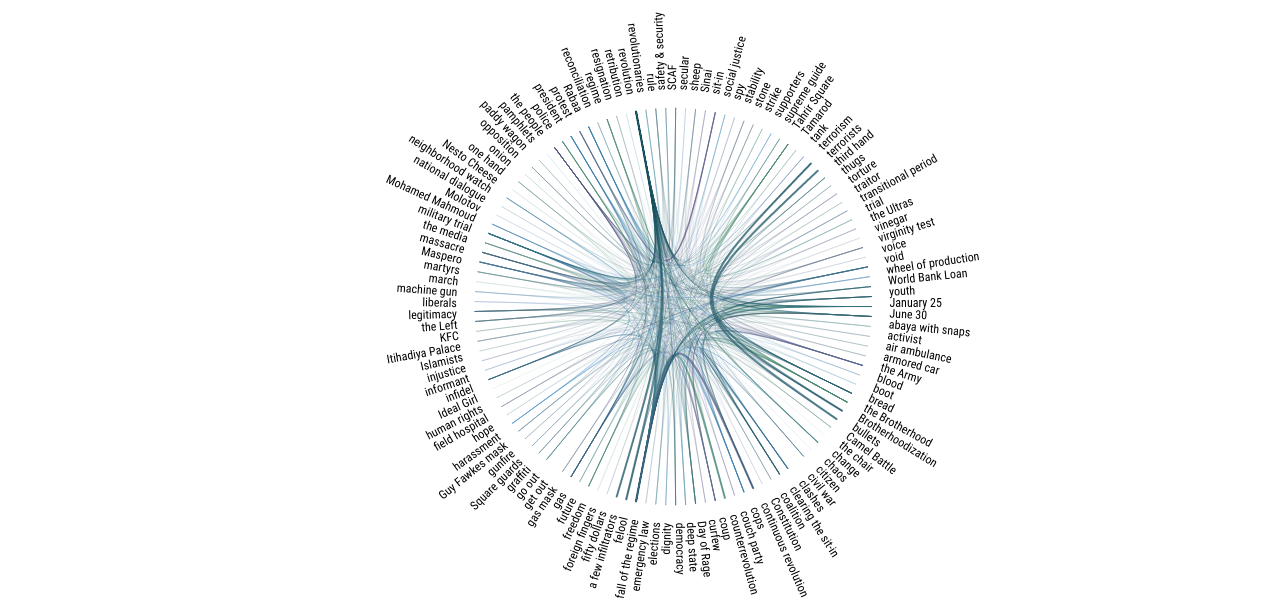 revolutionaries
rule
safety & security
SCAF
secular
sheep
Sinai
sit-in
social justice
spy
stability
stone
strike
supporters
supreme guide
Tahrir Square
Tamarod
tank
terrorism
terrorists
third hand
thugs
torture
traitor
transitional period
trial
the Ultras
vinegar
virginity test
voice
void
wheel of production
World Bank Loan
youth
January 25
June 30
abaya with snaps
activist
air ambulance
armored car
the Army
blood
boot
bread
the Brotherhood
Brotherhoodization
bullets
Camel Battle
the chair
change
chaos
citizen
civil war
clashes
clearing the sit-in
coalition
Constitution
continuous revolution
cops
couch party
counterrevolution
coup
curfew
Day of Rage
deep state
democracy
dignity
elections
emergency law
fall of the regime
felool
a few infiltrators
fifty dollars
foreign fingers
freedom
future
gas
gas mask
get out
go out
graffiti
Square guards
gunfire
Guy Fawkes mask
harassment
hope
field hospital
human rights
Ideal Girl
infidel
informant
injustice
Islamists
Itihadiya Palace
KFC
the Left
legitimacy
liberals
machine gun
march
martyrs
Maspero
massacre
the media
military trial
Mohamed Mahmoud
Molotov
national dialogue
neighborhood watch
Nesto Cheese
one hand
onion
opposition
paddy wagon
pamphlets
the people
police
president
protest
Rabaa
reconciliation
regime
resignation
retribution
revolution